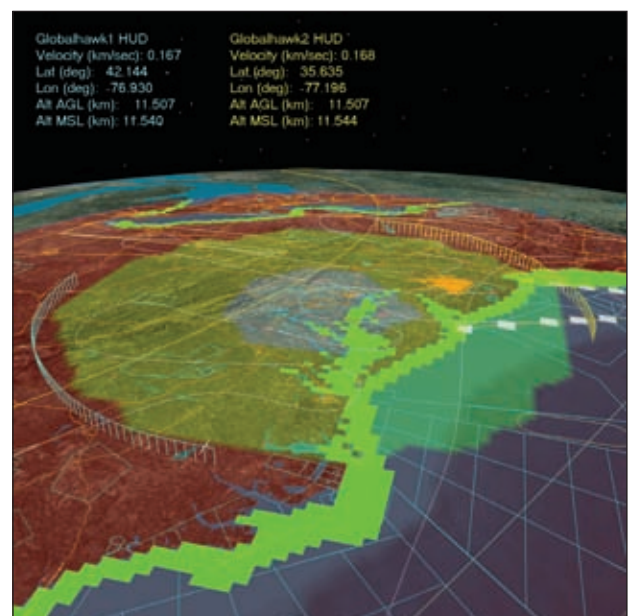 Globalhawk1 HUD
Velocity (km/sec): 0.167
Lat (deg): 42.144
Lon (deg): -76.930
Alt AGL (km): 11.507
Alt MSL (km): 11.540
Globalhawk2 HUD
Velocity (km/sec): 0.168
Lat (deg): 35.635
Lon (deg): -77.196
Alt AGL (km): 11.507
Alt MSL (km): 11.544